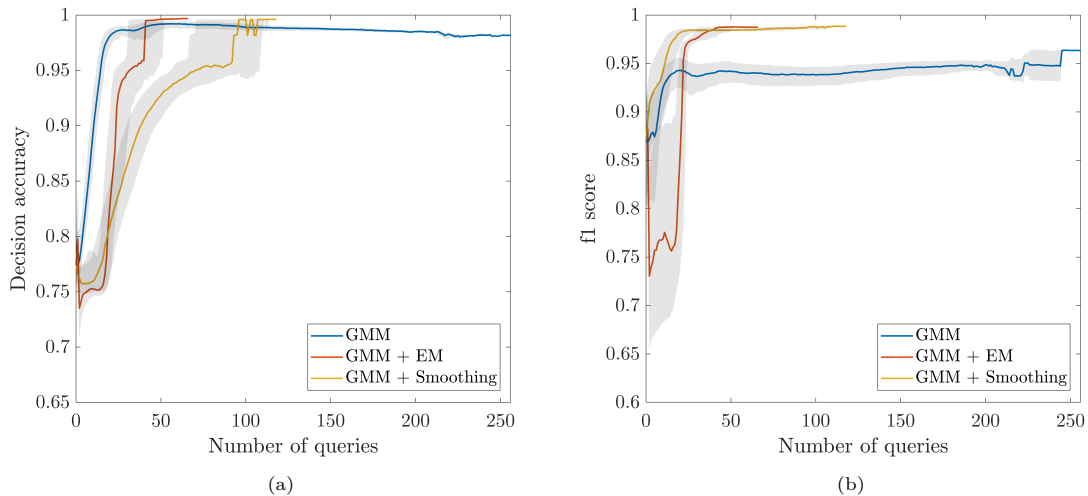 1
0.95
0.9
0.85
0.8
0.75
0.7
0.65
0
50
100
150
200
250
Decision accuracy
Number of queries
GMM
GMM + EM
GMM + Smoothing
(a)
1
0.95
0.9
0.85
0.8
0.75
0.7
0.65
0.6
0
50
100
150
200
250
f1 score
Number of queries
GMM
GMM + EM
GMM + Smoothing
(b)